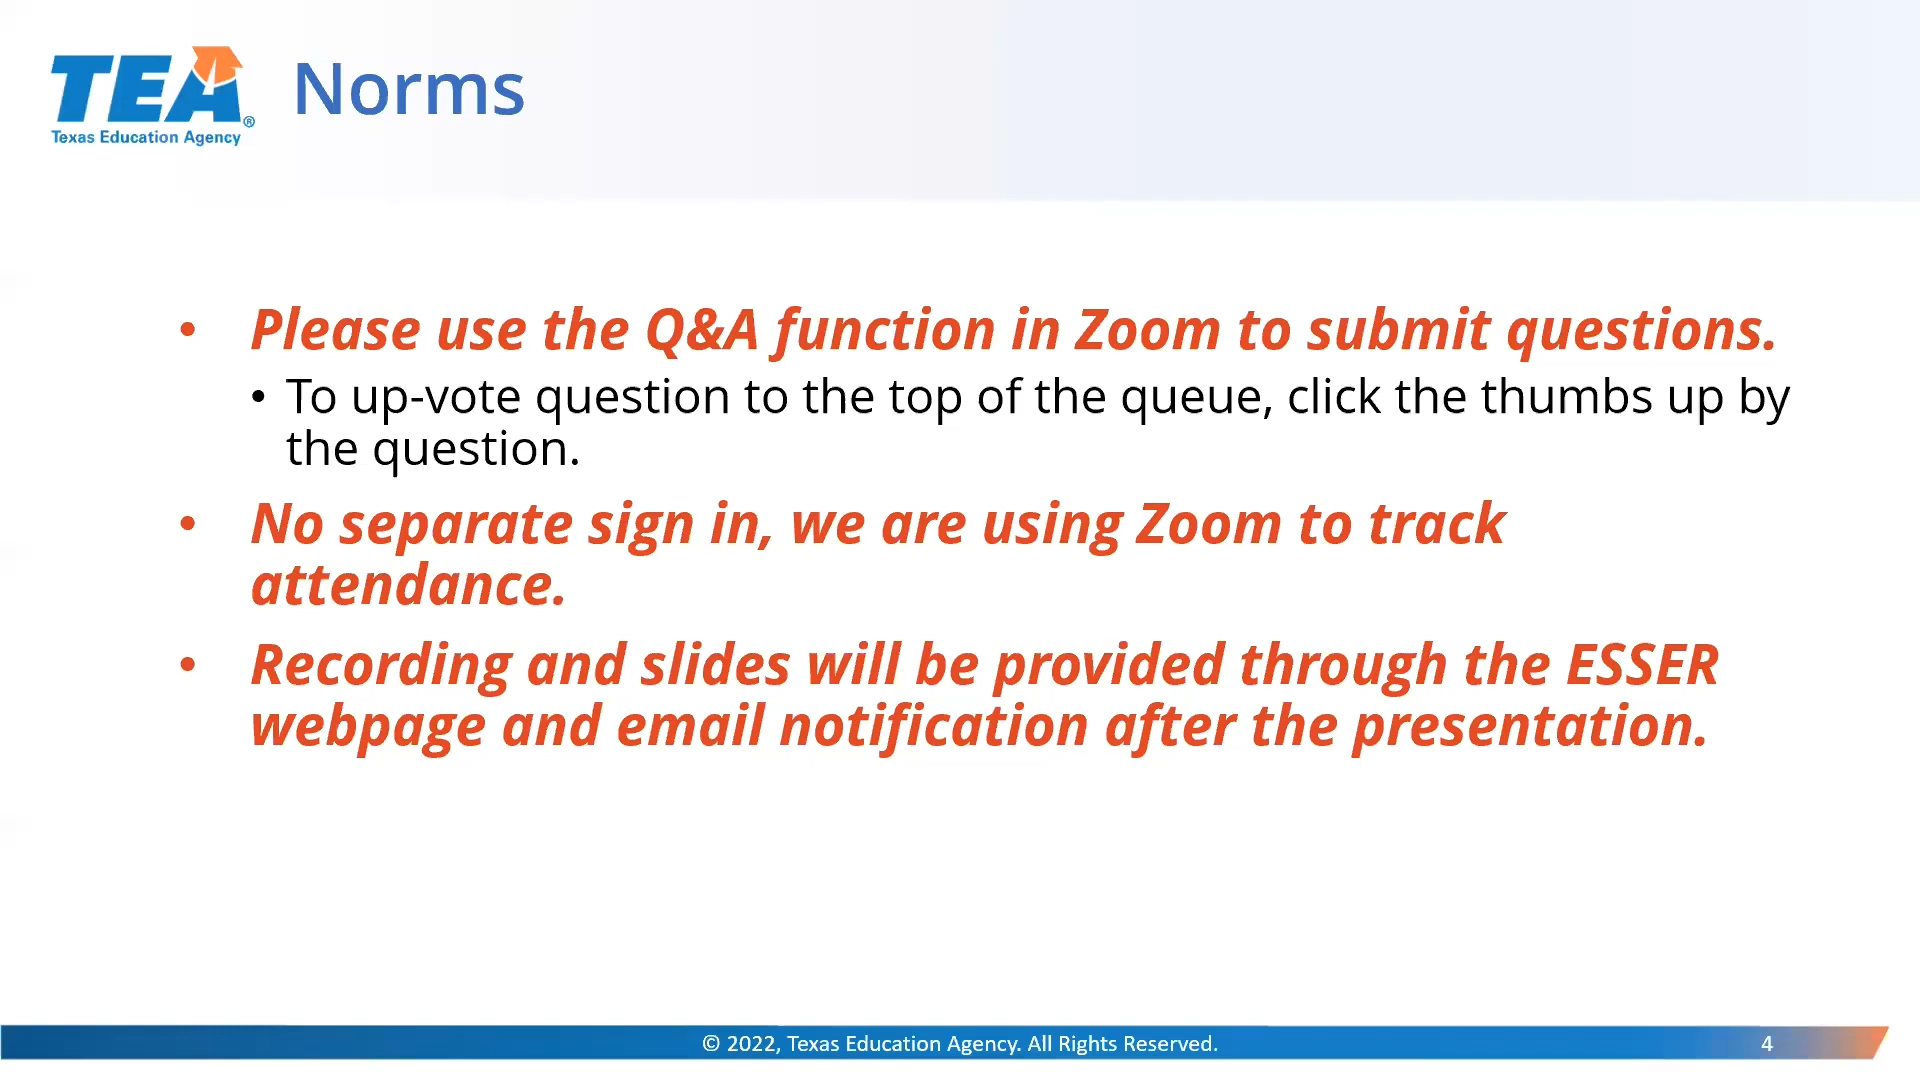 TEA®
Texas Education Agency
Norms
• Please use the Q&A function in Zoom to submit questions.
• To up-vote question to the top of the queue, click the thumbs up by
the question.
• No separate sign in, we are using Zoom to track
attendance.
• Recording and slides will be provided through the ESSER
webpage and email notification after the presentation.
© 2022, Texas Education Agency. All Rights Reserved.
4